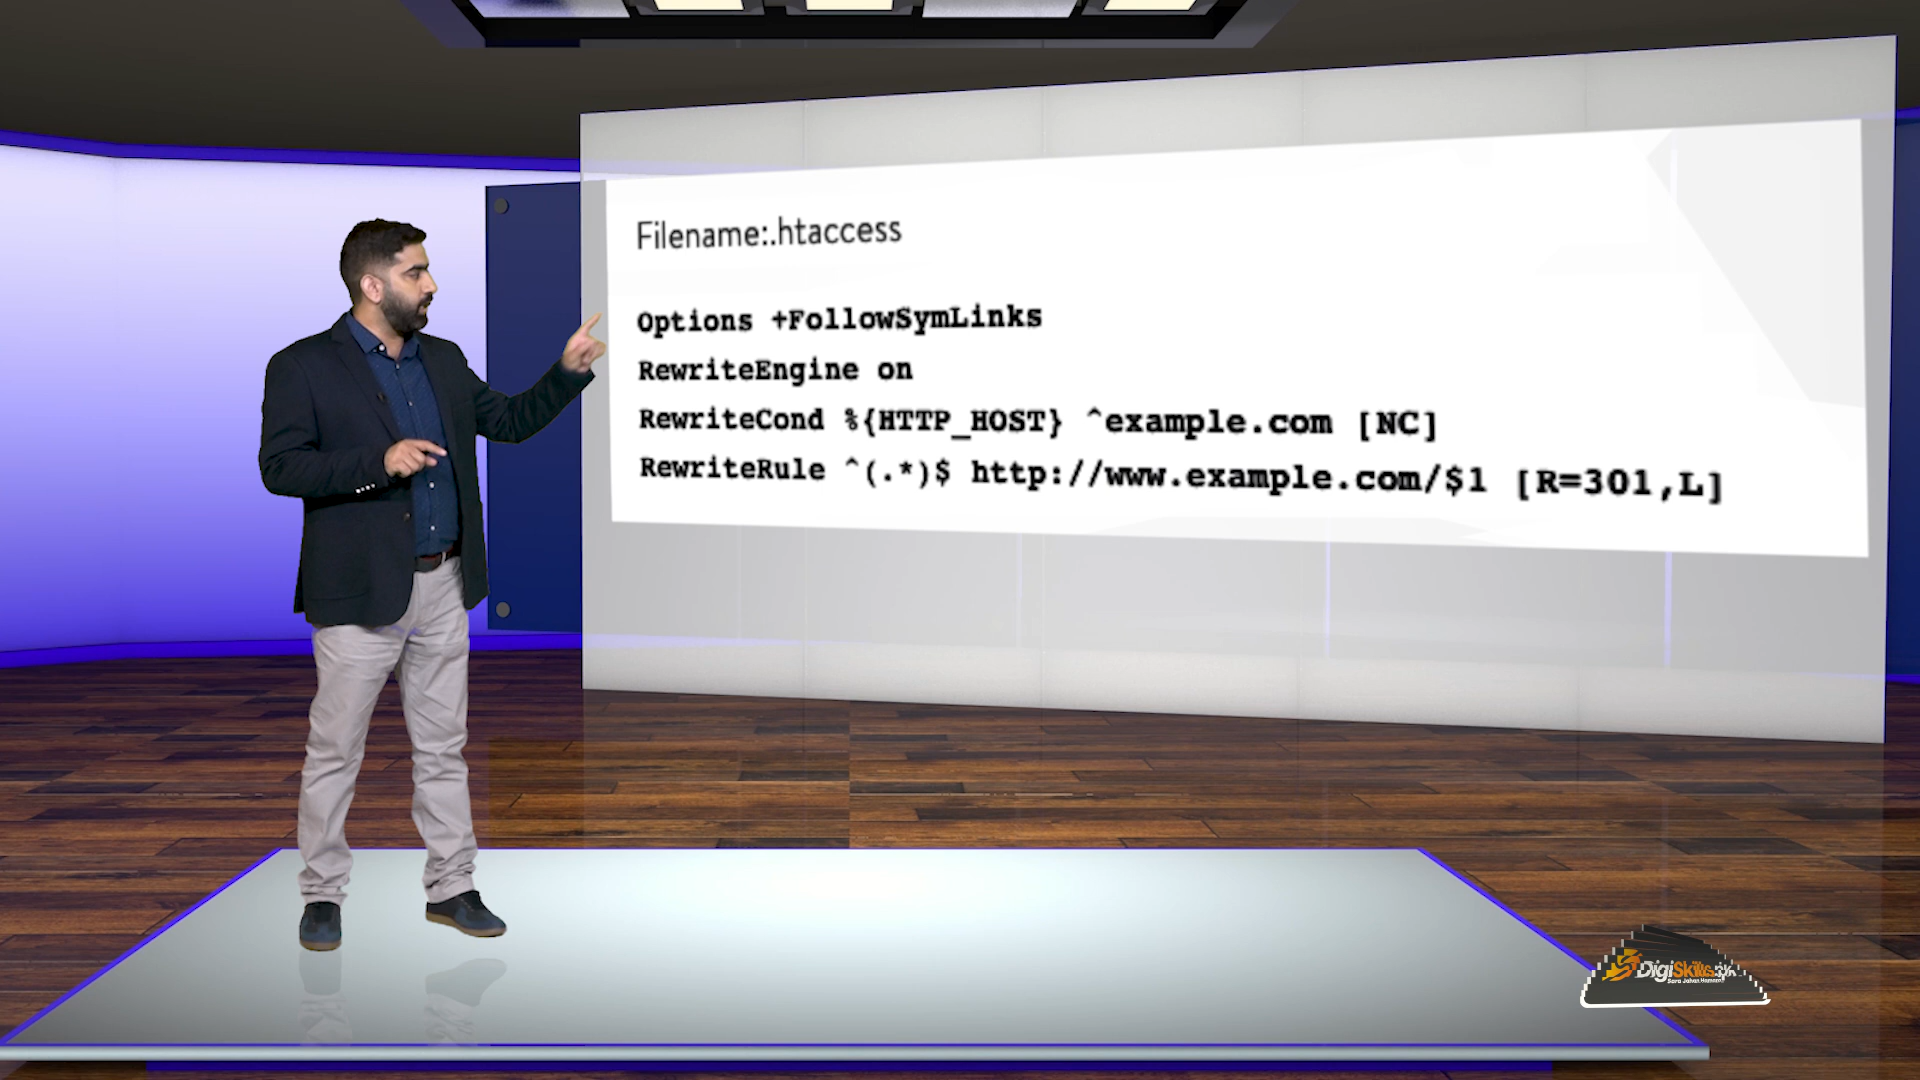 Filename:.htaccess
Options +FollowSymLinks
RewriteEngine on
RewriteCond %{HTTP_HOST} ^example.com [NC]
RewriteRule ^(.*)$ http://www.example.com/$1 [R=301,L]
DigiSkills.pk